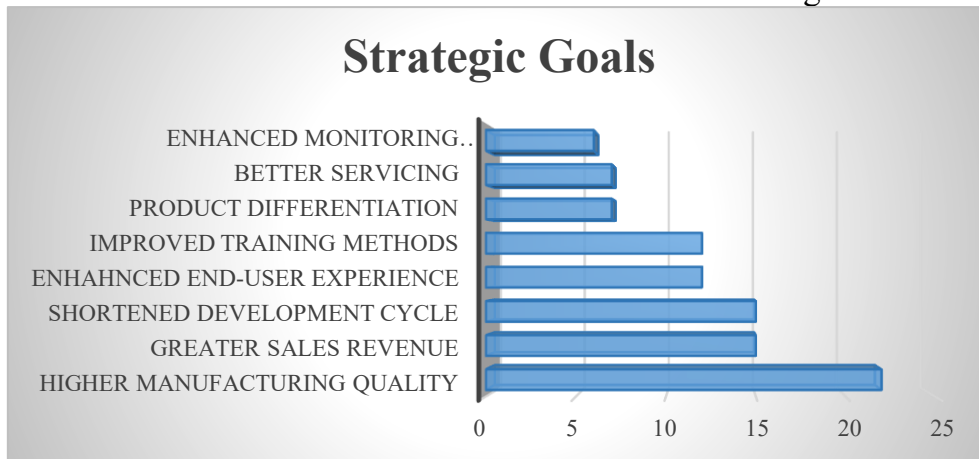 Strategic Goals
ENHANCED MONITORING..
BETTER SERVICING
PRODUCT DIFFERENTIATION
IMPROVED TRAINING METHODS
ENHAHNCED END-USER EXPERIENCE
SHORTENED DEVELOPMENT CYCLE
GREATER SALES REVENUE
HIGHER MANUFACTURING QUALITY
0 5 10 15 20 25